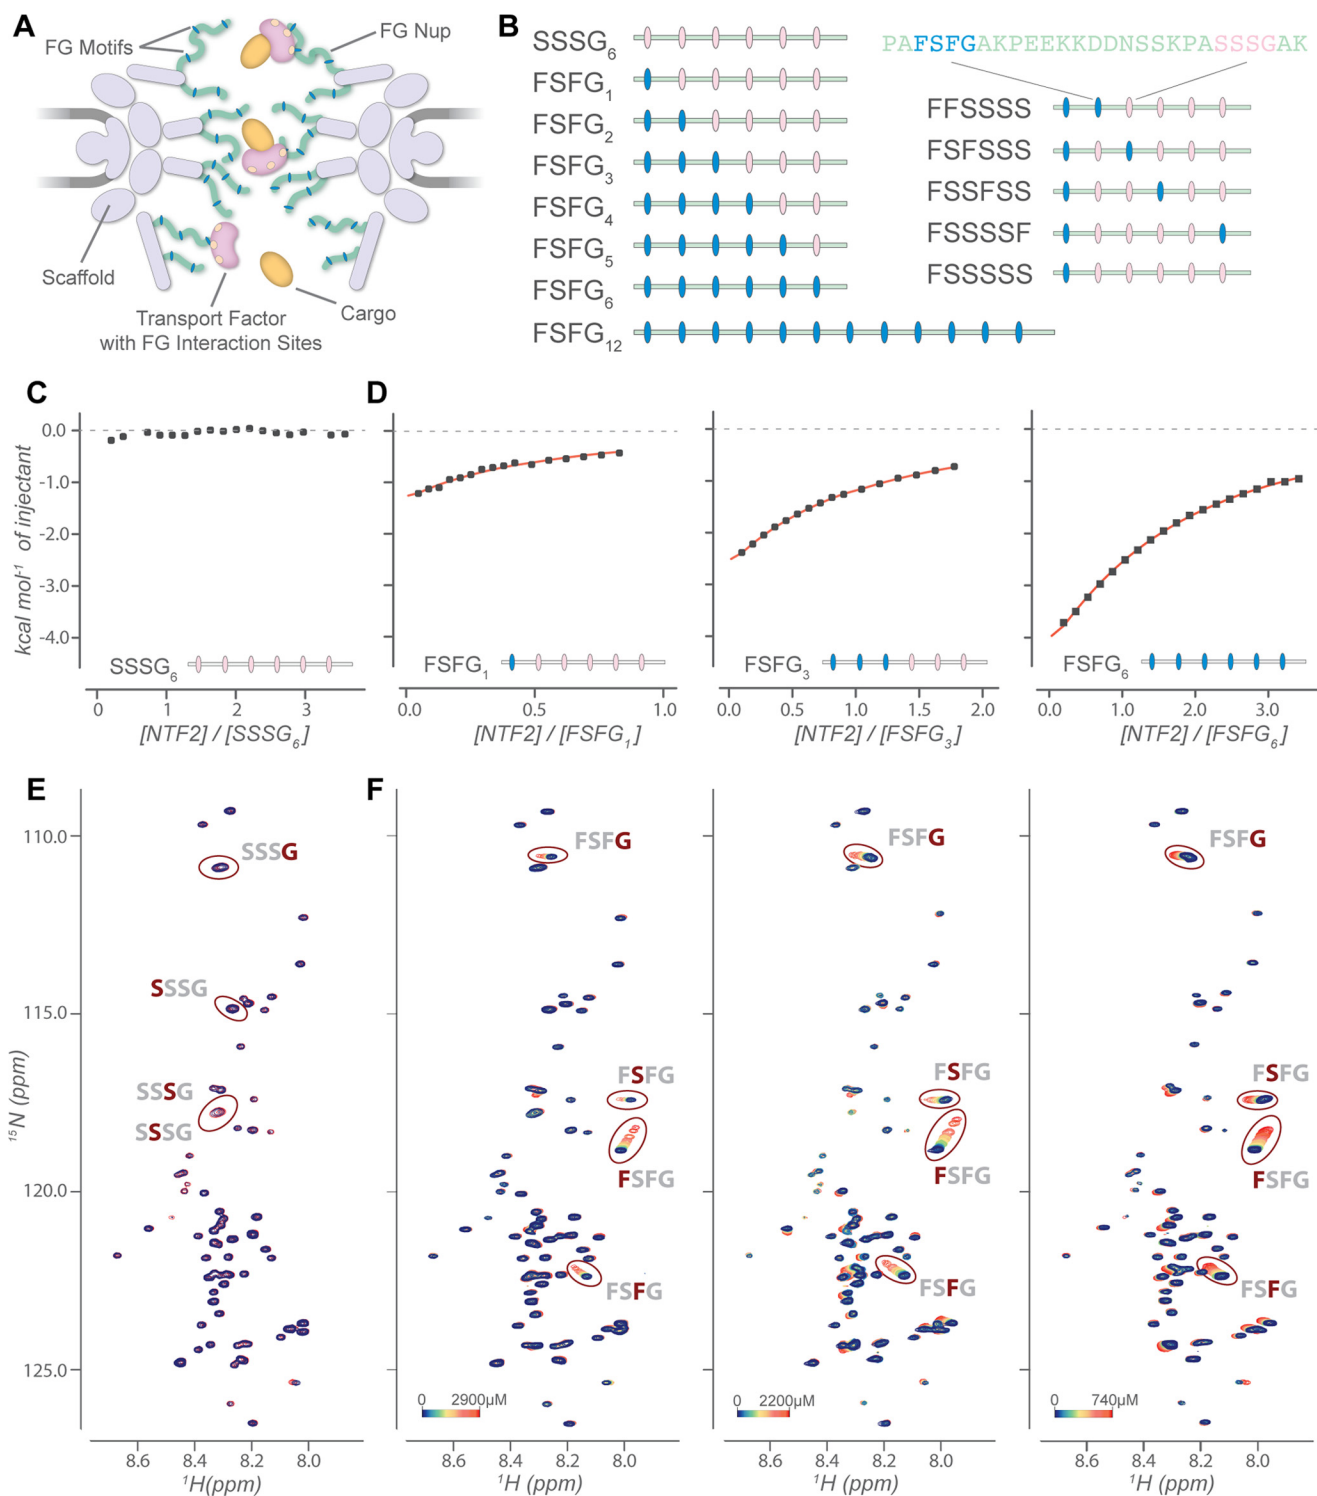 A
FG Motifs
FG Nup
Scaffold
Cargo
Transport Factor
with FG Interaction Sites
B
SSSG6
FSFG1
FSFG2
FSFG3
FSFG4
FSFG5
FSFG6
FSFG12
PAFSFGAKPEEKKDDNSSKPASSSGAK
FFSSSS
FSFSSS
FSSFSS
FSSSSF
FSSSSS
C
kcal mol-1 of injectant
0.0
-1.0
-2.0
-3.0
-4.0
SSSG6
0 1 2 3
[NTF2] / [SSSG6]
D
FSFG1
0.0 0.5 1.0
[NTF2] / [FSFG1]
FSFG3
0.0 0.5 1.0 1.5 2.0
[NTF2] / [FSFG3]
FSFG6
0.0 1.0 2.0 3.0
[NTF2] / [FSFG6]
E
15N (ppm)
110.0
115.0
120.0
125.0
SSSG
SSSG
SSSG
SSSG
8.6 8.4 8.2 8.0
1H(ppm)
F
FSFG
FSFG
FSFG
FSFG
0 2900μM
8.6 8.4 8.2 8.0
1H (ppm)
FSFG
FSFG
FSFG
FSFG
0 2200μM
8.6 8.4 8.2 8.0
1H (ppm)
FSFG
FSFG
FSFG
FSFG
0 740μM
8.6 8.4 8.2 8.0
1H (ppm)